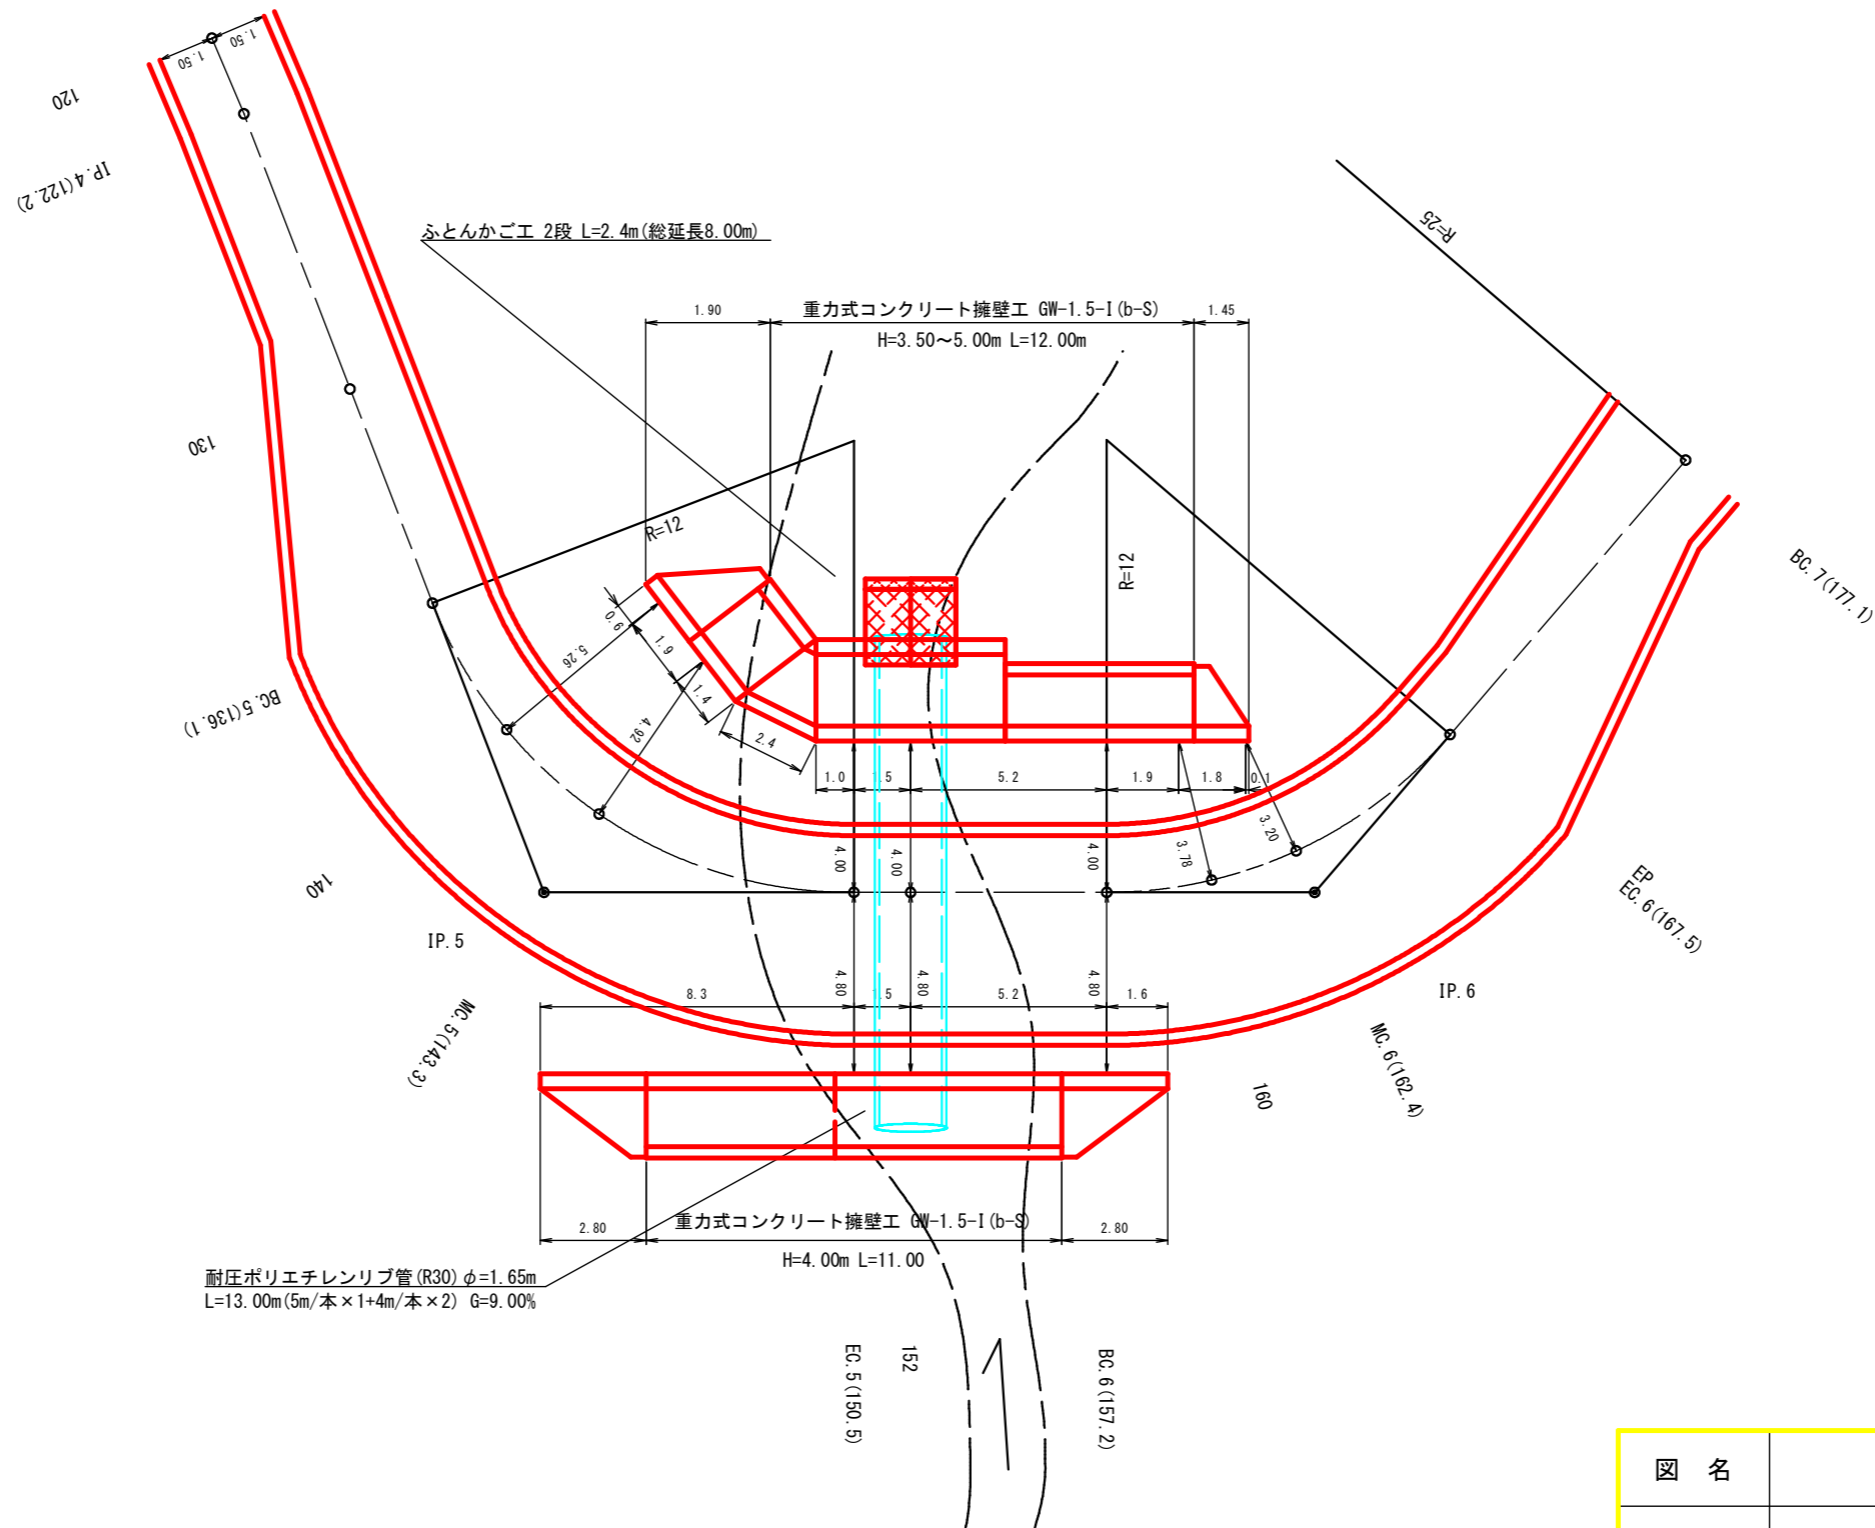 1.50
1.50
120
IP.4(122.2)
ふとんかご工 2段 L=2.4m(総延長8.00m)
R=25
1.90
重力式コンクリート擁壁工 GW-1.5-I(b-S)
1.45
H=3.50～5.00m L=12.00m
130
R=12
R=12
BC.7(177.1)
0.6
5.26
1.9
1.4
4.92
2.4
BC.5(136.1)
1.0
1.5
5.2
1.9
1.8
0.1
4.00
4.00
4.00
3.78
3.20
140
EP
EC.6(167.5)
IP.5
IP.6
MC.5(143.3)
8.3
4.80
1.5
4.80
5.2
4.80
1.6
MC.6(162.4)
160
2.80
重力式コンクリート擁壁工 GW-1.5-I(b-S)
2.80
H=4.00m L=11.00
耐圧ポリエチレンリブ管(R30)φ=1.65m
L=13.00m(5m/本×1+4m/本×2) G=9.00%
EC.5(150.5)
152
BC.6(157.2)
図 名